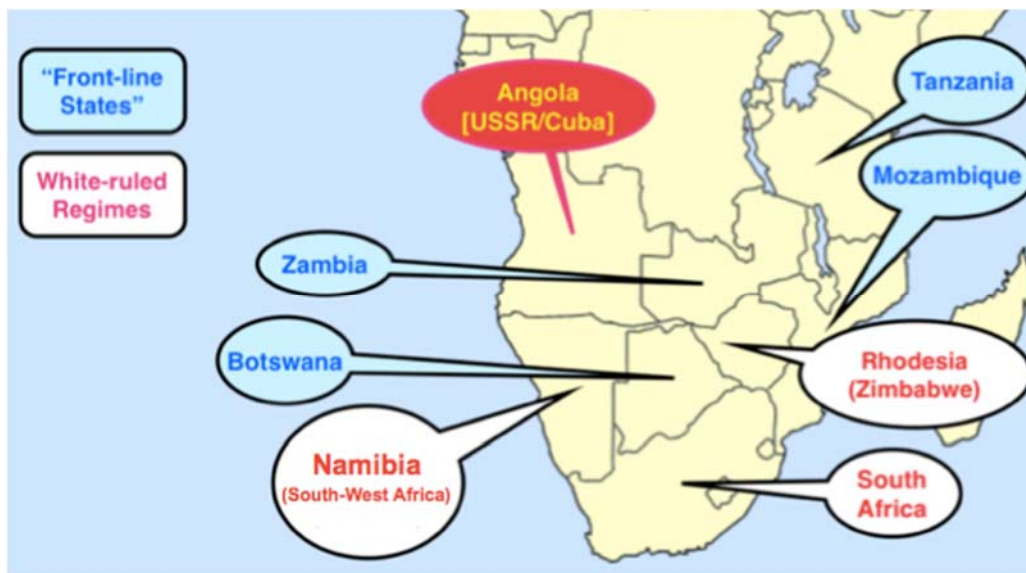 “Front-line
States”
White-ruled
Regimes
Angola
[USSR/Cuba]
Tanzania
Mozambique
Zambia
Botswana
Rhodesia
(Zimbabwe)
Namibia
(South-West Africa)
South
Africa